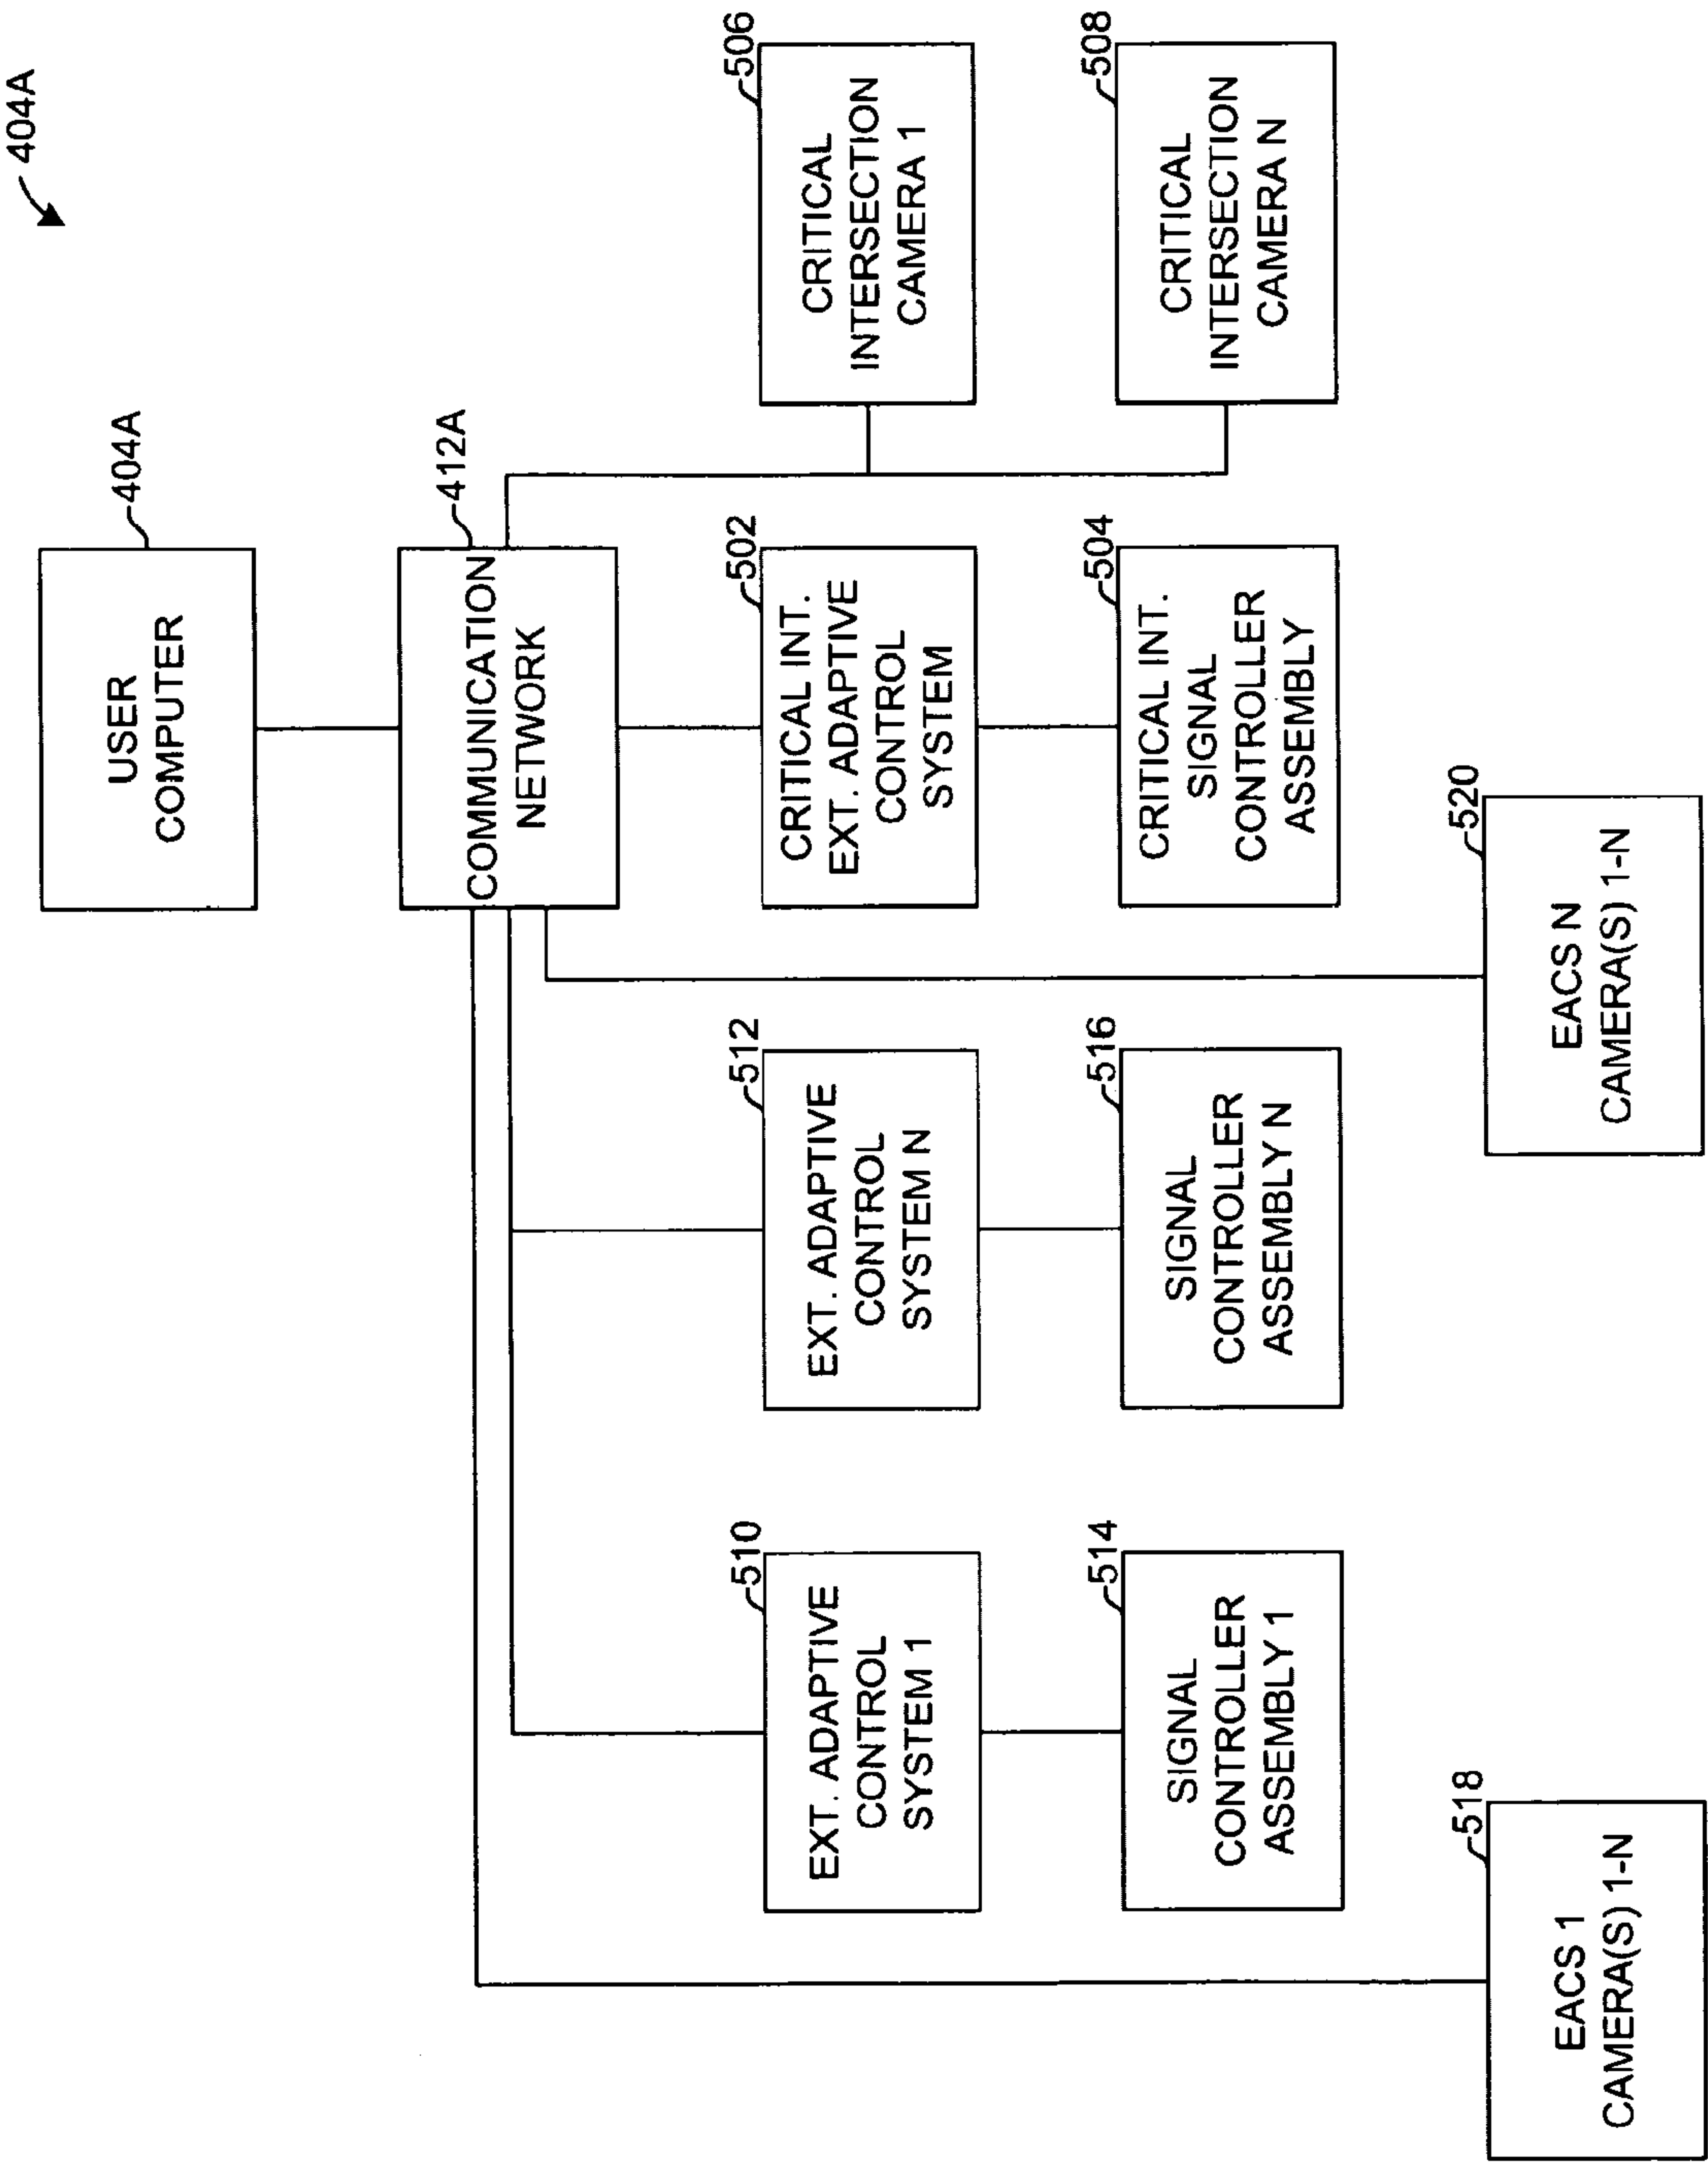 404A
USER
COMPUTER
404A
COMMUNICATION
NETWORK
412A
EXT. ADAPTIVE
CONTROL
SYSTEM 1
510
EXT. ADAPTIVE
CONTROL
SYSTEM N
512
CRITICAL INT.
EXT. ADAPTIVE
CONTROL
SYSTEM
502
CRITICAL
INTERSECTION
CAMERA 1
506
SIGNAL
CONTROLLER
ASSEMBLY 1
514
SIGNAL
CONTROLLER
ASSEMBLY N
516
CRITICAL INT.
SIGNAL
CONTROLLER
ASSEMBLY
504
CRITICAL
INTERSECTION
CAMERA N
508
EACS 1
CAMERA(S) 1-N
518
EACS N
CAMERA(S) 1-N
520